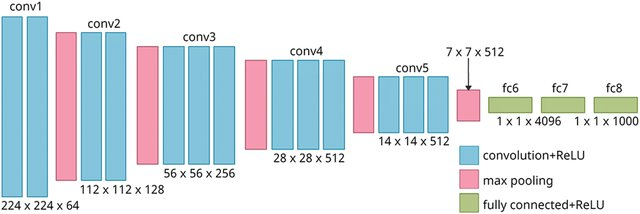 conv1
conv2
conv3
conv4
conv5
7 x 7 x 512
fc6
fc7
fc8
1 x 1 x 4096
1 x 1 x 1000
14 x 14 x 512
28 x 28 x 512
56 x 56 x 256
112 x 112 x 128
224 x 224 x 64
convolution+ReLU
max pooling
fully connected+ReLU